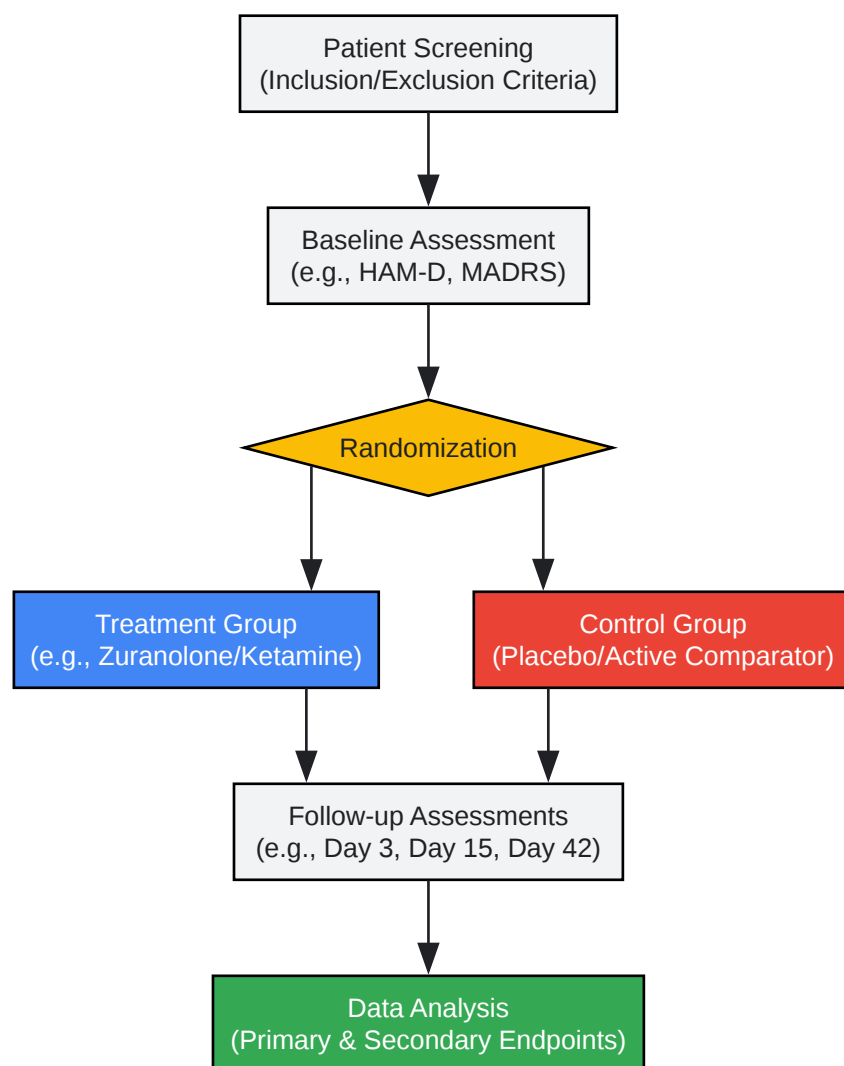 Patient Screening
(Inclusion/Exclusion Criteria)
Baseline Assessment
(e.g., HAM-D, MADRS)
Randomization
Treatment Group
(e.g., Zuranolone/Ketamine)
Control Group
(Placebo/Active Comparator)
Follow-up Assessments
(e.g., Day 3, Day 15, Day 42)
Data Analysis
(Primary & Secondary Endpoints)